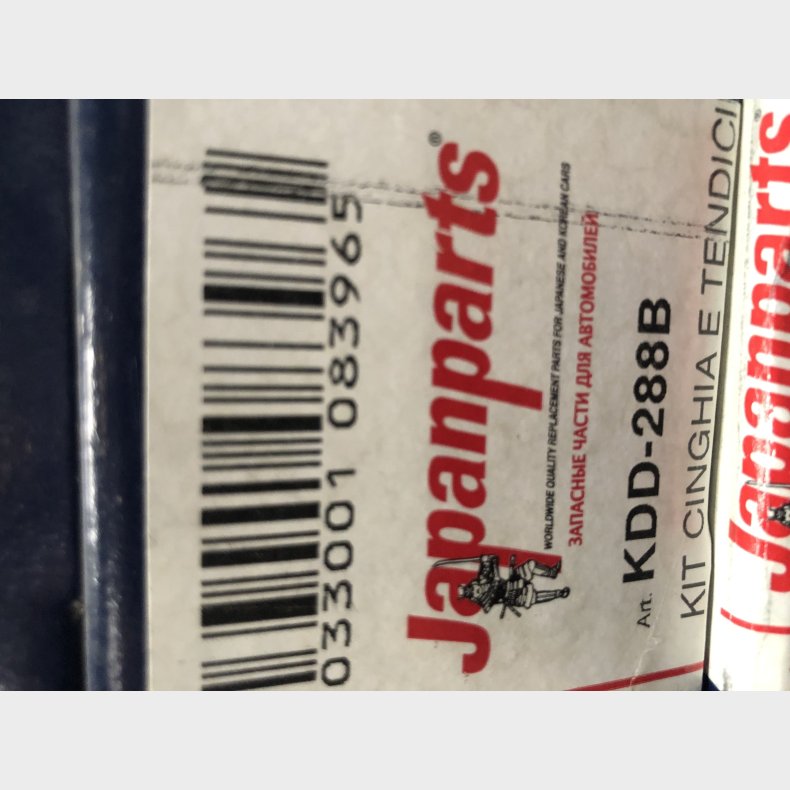 033001 083965
Japanparts®
WORLDWIDE QUALITY REPLACEMENT PARTS FOR JAPANESE AND KOREAN CARS
ЗАПАСНЫЕ ЧАСТИ ДЛЯ АВТОМОБИЛЕЙ
Art. KDD-288B
KIT CINGHIA E TENDICI
Japanparts